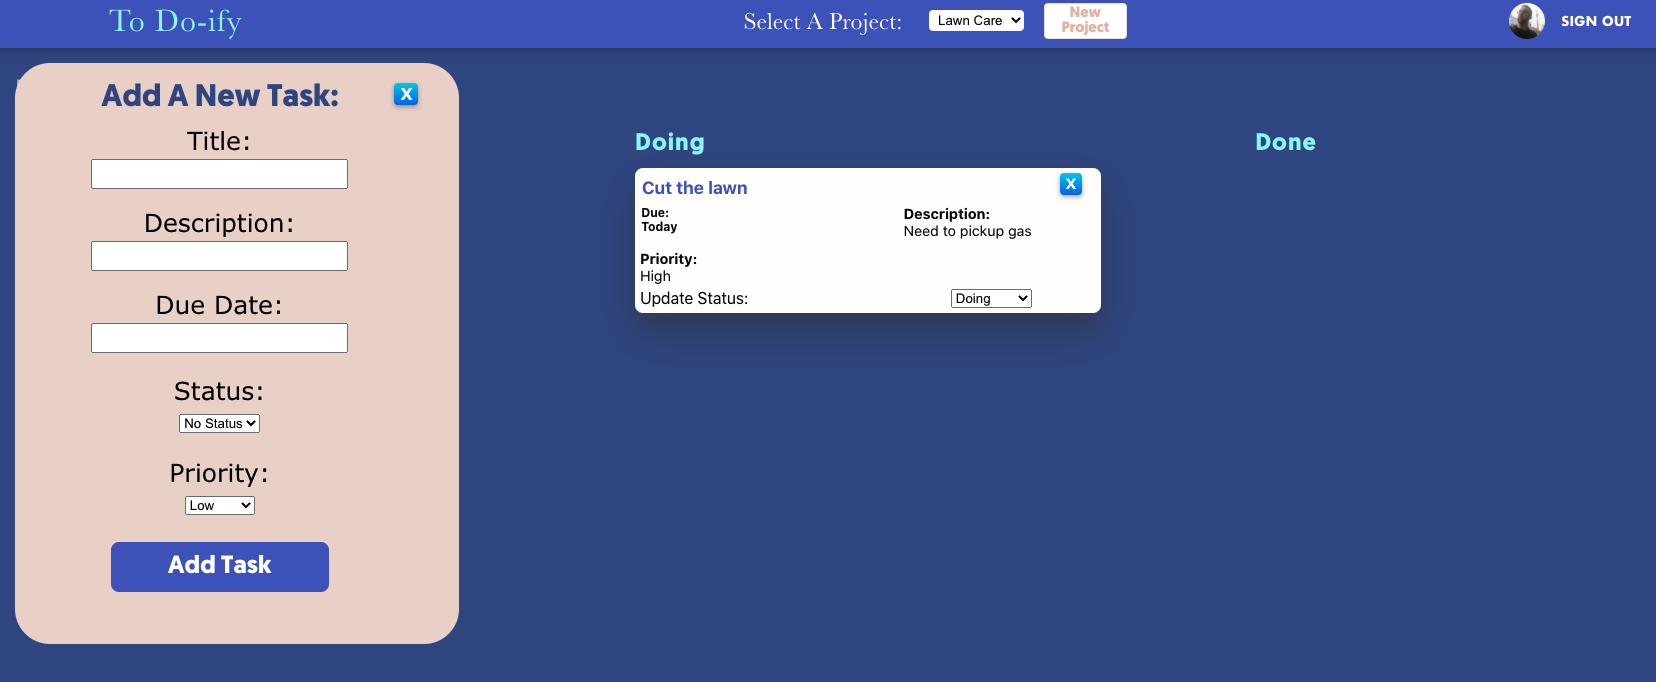 To Do-ify
Select A Project:
Lawn Care
New
Project
SIGN OUT
Add A New Task:
X
Title:
Description:
Due Date:
Status:
No Status
Priority:
Low
Add Task
Doing
Cut the lawn
X
Due:
Today
Description:
Need to pickup gas
Priority:
High
Update Status:
Doing
Done